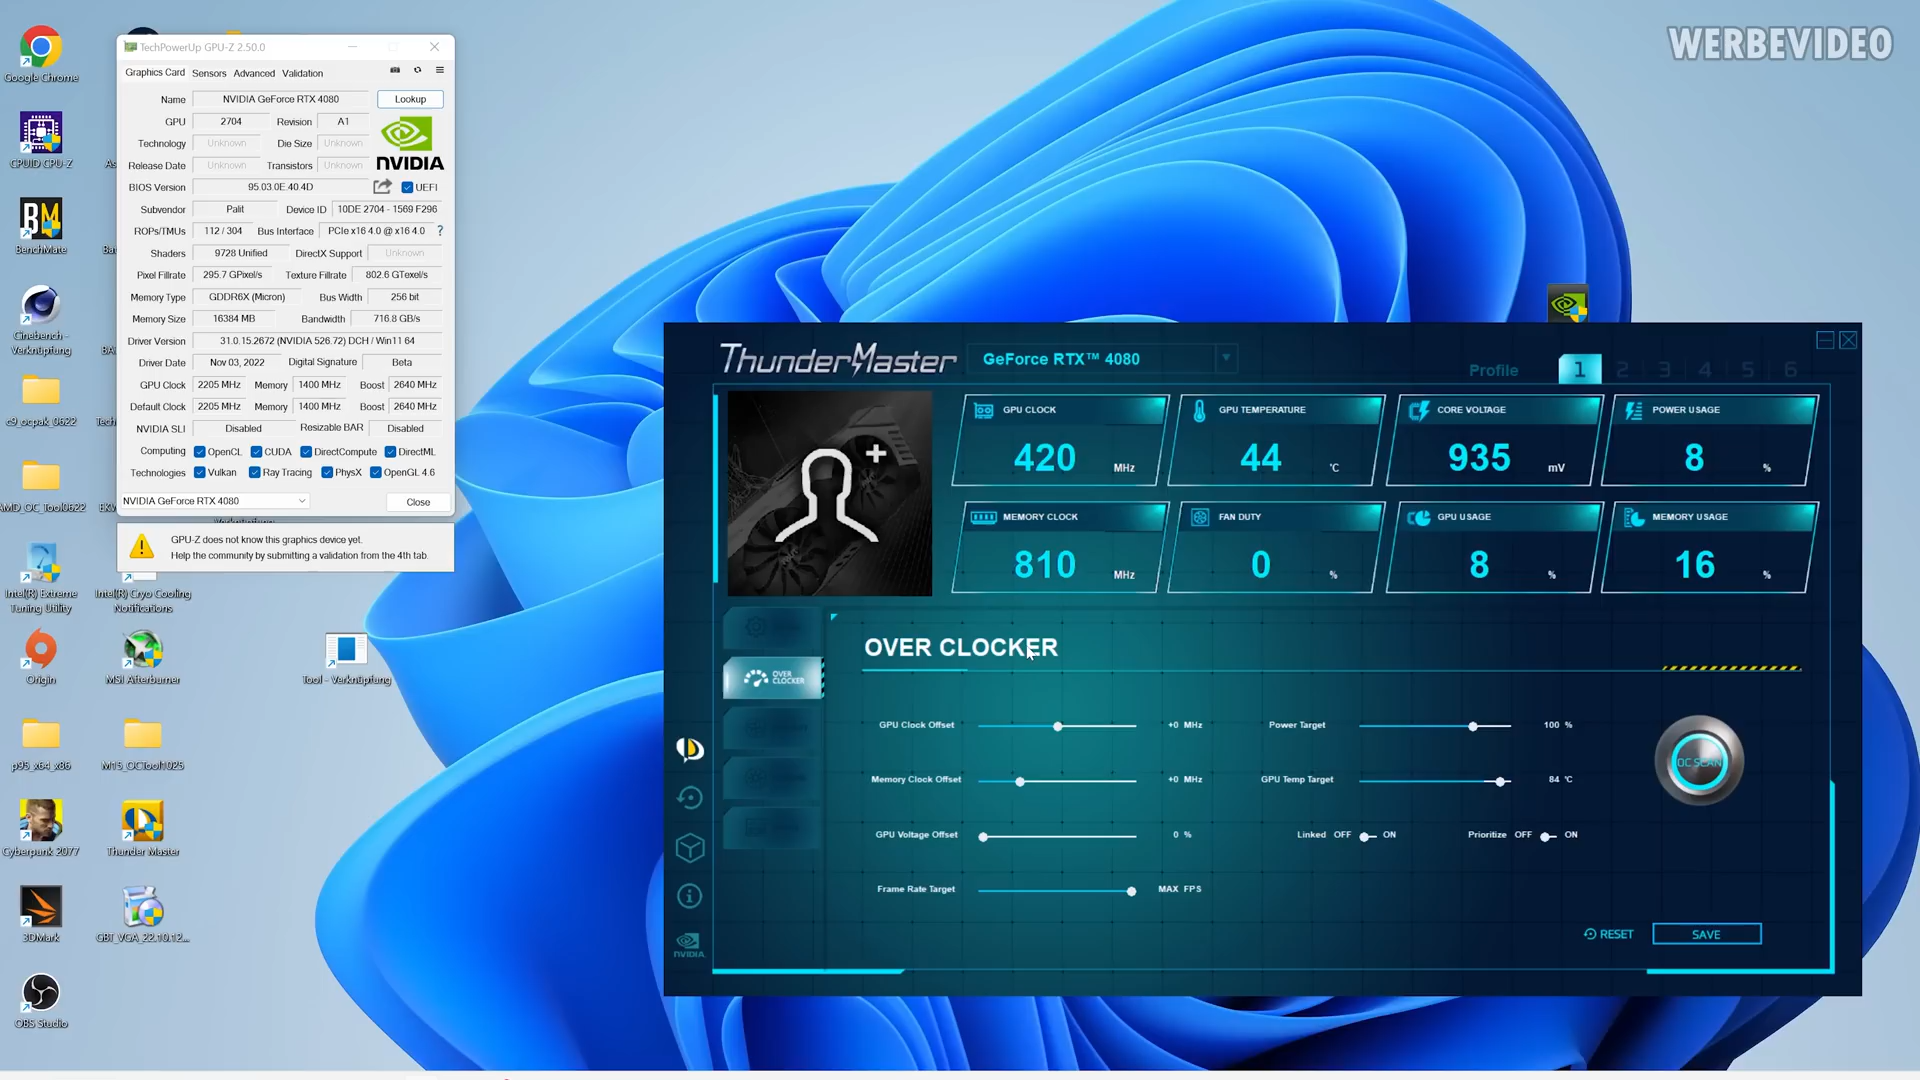 WERBEVIDEO
Google Chrome
CPUID CPU-Z
BenchMate
Cinebench - Verknüpfung
c9_ocpak_0622
AMD_OC_Tool0622
Intel(R) Extreme Tuning Utility
Intel(R) Cryo Cooling Notifications
Origin
MSI Afterburner
Tool - Verknüpfung
p95_x64_x86
M15_OCTool1025
Cyberpunk 2077
Thunder Master
3DMark
GBT_VGA_22.10.12...
OBS Studio
TechPowerUp GPU-Z 2.50.0
Graphics Card Sensors Advanced Validation
Name NVIDIA GeForce RTX 4080 Lookup
GPU 2704 Revision A1
Technology Unknown Die Size Unknown
Release Date Unknown Transistors Unknown
NVIDIA
BIOS Version 95.03.0E.40.4D UEFI
Subvendor Palit Device ID 10DE 2704 - 1569 F296
ROPs/TMUs 112 / 304 Bus Interface PCIe x16 4.0 @ x16 4.0 ?
Shaders 9728 Unified DirectX Support Unknown
Pixel Fillrate 295.7 GPixel/s Texture Fillrate 802.6 GTexel/s
Memory Type GDDR6X (Micron) Bus Width 256 bit
Memory Size 16384 MB Bandwidth 716.8 GB/s
Driver Version 31.0.15.2672 (NVIDIA 526.72) DCH / Win11 64
Driver Date Nov 03, 2022 Digital Signature Beta
GPU Clock 2205 MHz Memory 1400 MHz Boost 2640 MHz
Default Clock 2205 MHz Memory 1400 MHz Boost 2640 MHz
NVIDIA SLI Disabled Resizable BAR Disabled
Computing OpenCL CUDA DirectCompute DirectML
Technologies Vulkan Ray Tracing PhysX OpenGL 4.6
NVIDIA GeForce RTX 4080 Close
GPU-Z does not know this graphics device yet.
Help the community by submitting a validation from the 4th tab.
ThunderMaster GeForce RTX™ 4080
Profile 1 2 3 4 5 6
GPU CLOCK GPU TEMPERATURE CORE VOLTAGE POWER USAGE
420 MHz 44 °C 935 mV 8 %
MEMORY CLOCK FAN DUTY GPU USAGE MEMORY USAGE
810 MHz 0 % 8 % 16 %
OVER CLOCKER
OVER CLOCKER
GPU Clock Offset +0 MHz Power Target 100 %
Memory Clock Offset +0 MHz GPU Temp Target 84 °C
OC SCAN
GPU Voltage Offset 0 % Linked OFF ON Prioritize OFF ON
Frame Rate Target MAX FPS
RESET SAVE
NVIDIA